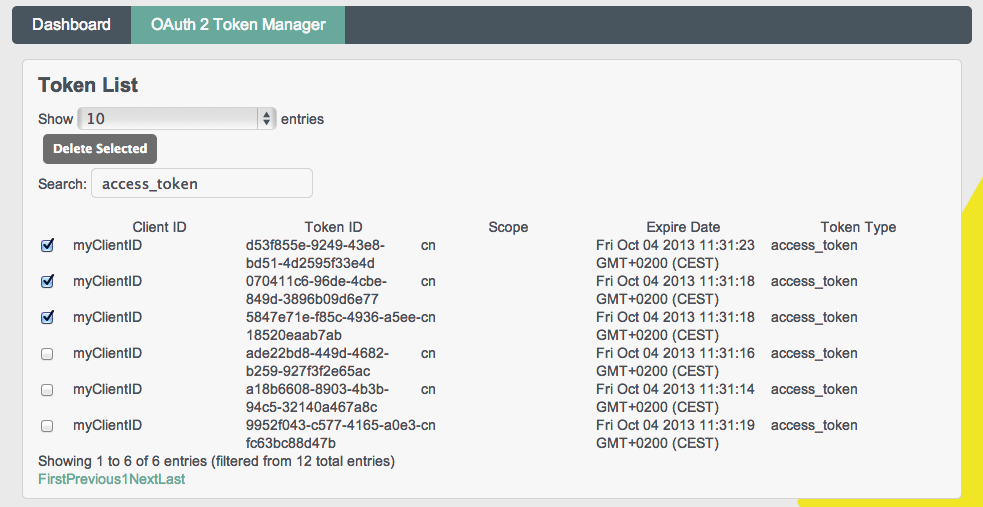 Dashboard OAuth 2 Token Manager
Token List
Show 10 entries
Delete Selected
Search: access_token
Client ID Token ID Scope Expire Date Token Type
myClientID d53f855e-9249-43e8- cn Fri Oct 04 2013 11:31:23 access_token
bd51-4d2595f33e4d GMT+0200 (CEST)
myClientID 070411c6-96de-4cbe- cn Fri Oct 04 2013 11:31:18 access_token
849d-3896b09d6e77 GMT+0200 (CEST)
myClientID 5847e71e-f85c-4936-a5ee- cn Fri Oct 04 2013 11:31:18 access_token
18520eaab7ab GMT+0200 (CEST)
myClientID ade22bd8-449d-4682- cn Fri Oct 04 2013 11:31:16 access_token
b259-927f3f2e65ac GMT+0200 (CEST)
myClientID a18b6608-8903-4b3b- cn Fri Oct 04 2013 11:31:14 access_token
94c5-32140a467a8c GMT+0200 (CEST)
myClientID 9952f043-c577-4165-a0e3- cn Fri Oct 04 2013 11:31:19 access_token
fc63bc88d47b GMT+0200 (CEST)
Showing 1 to 6 of 6 entries (filtered from 12 total entries)
FirstPrevious1NextLast